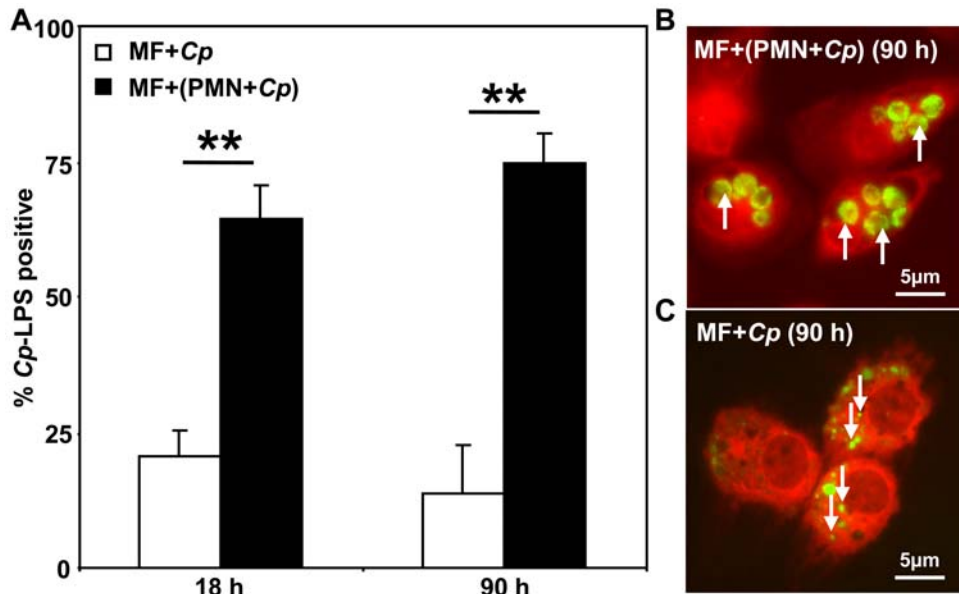 A
100
75
50
25
0
% Cp-LPS positive
MF+Cp
MF+(PMN+Cp)
**
**
18 h
90 h
B
MF+(PMN+Cp) (90 h)
5µm
C
MF+Cp (90 h)
5µm